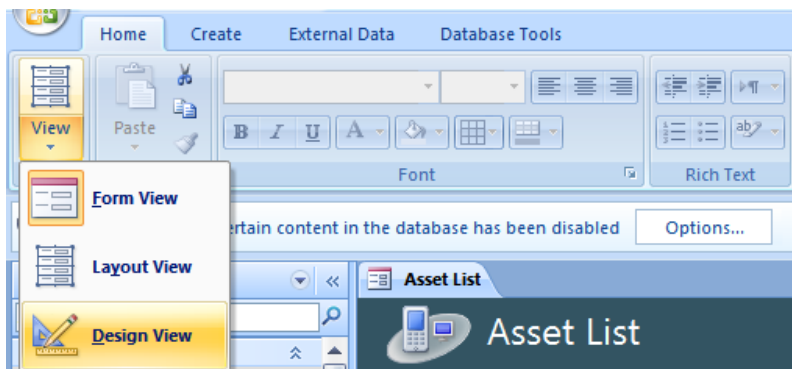 Home Create External Data Database Tools
View Paste
B I U A ab
Font Rich Text
Form View
ertain content in the database has been disabled Options...
Layout View
Asset List
Design View
Asset List